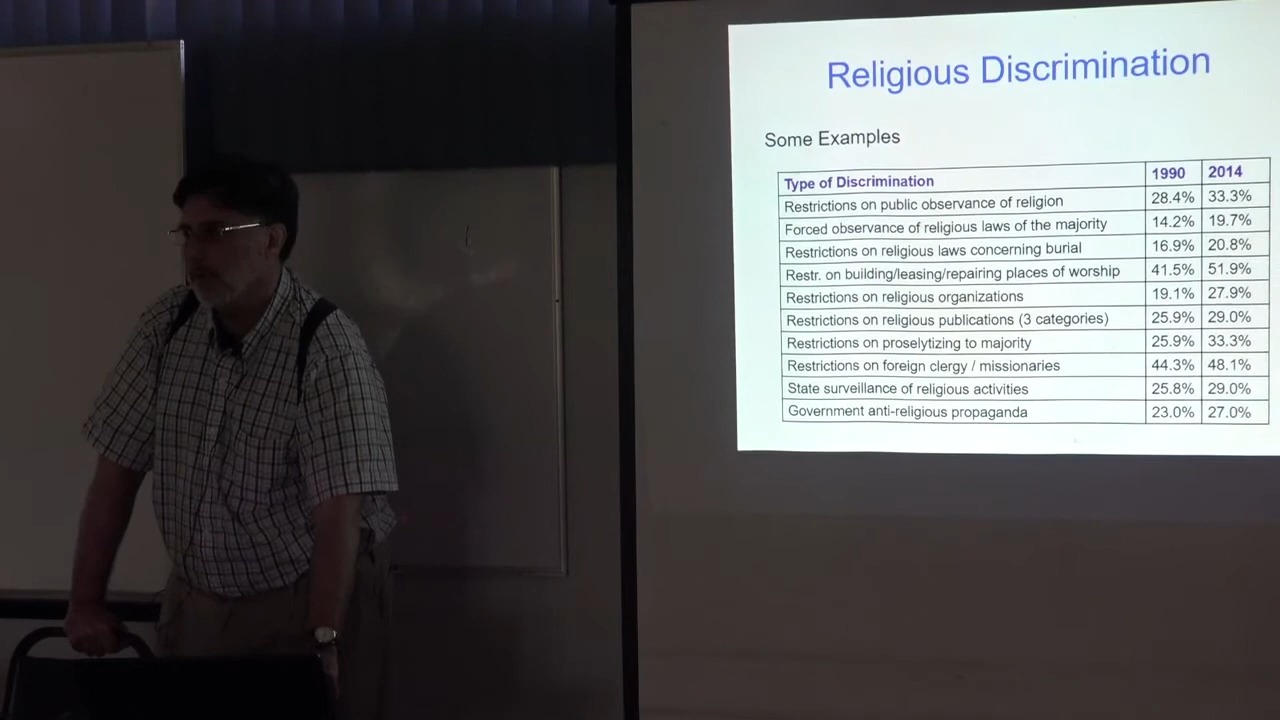 Religious Discrimination
Some Examples
Type of Discrimination 1990 2014
Restrictions on public observance of religion 28.4% 33.3%
Forced observance of religious laws of the majority 14.2% 19.7%
Restrictions on religious laws concerning burial 16.9% 20.8%
Restr. on building/leasing/repairing places of worship 41.5% 51.9%
Restrictions on religious organizations 19.1% 27.9%
Restrictions on religious publications (3 categories) 25.9% 29.0%
Restrictions on proselytizing to majority 25.9% 33.3%
Restrictions on foreign clergy / missionaries 44.3% 48.1%
State surveillance of religious activities 25.8% 29.0%
Government anti-religious propaganda 23.0% 27.0%